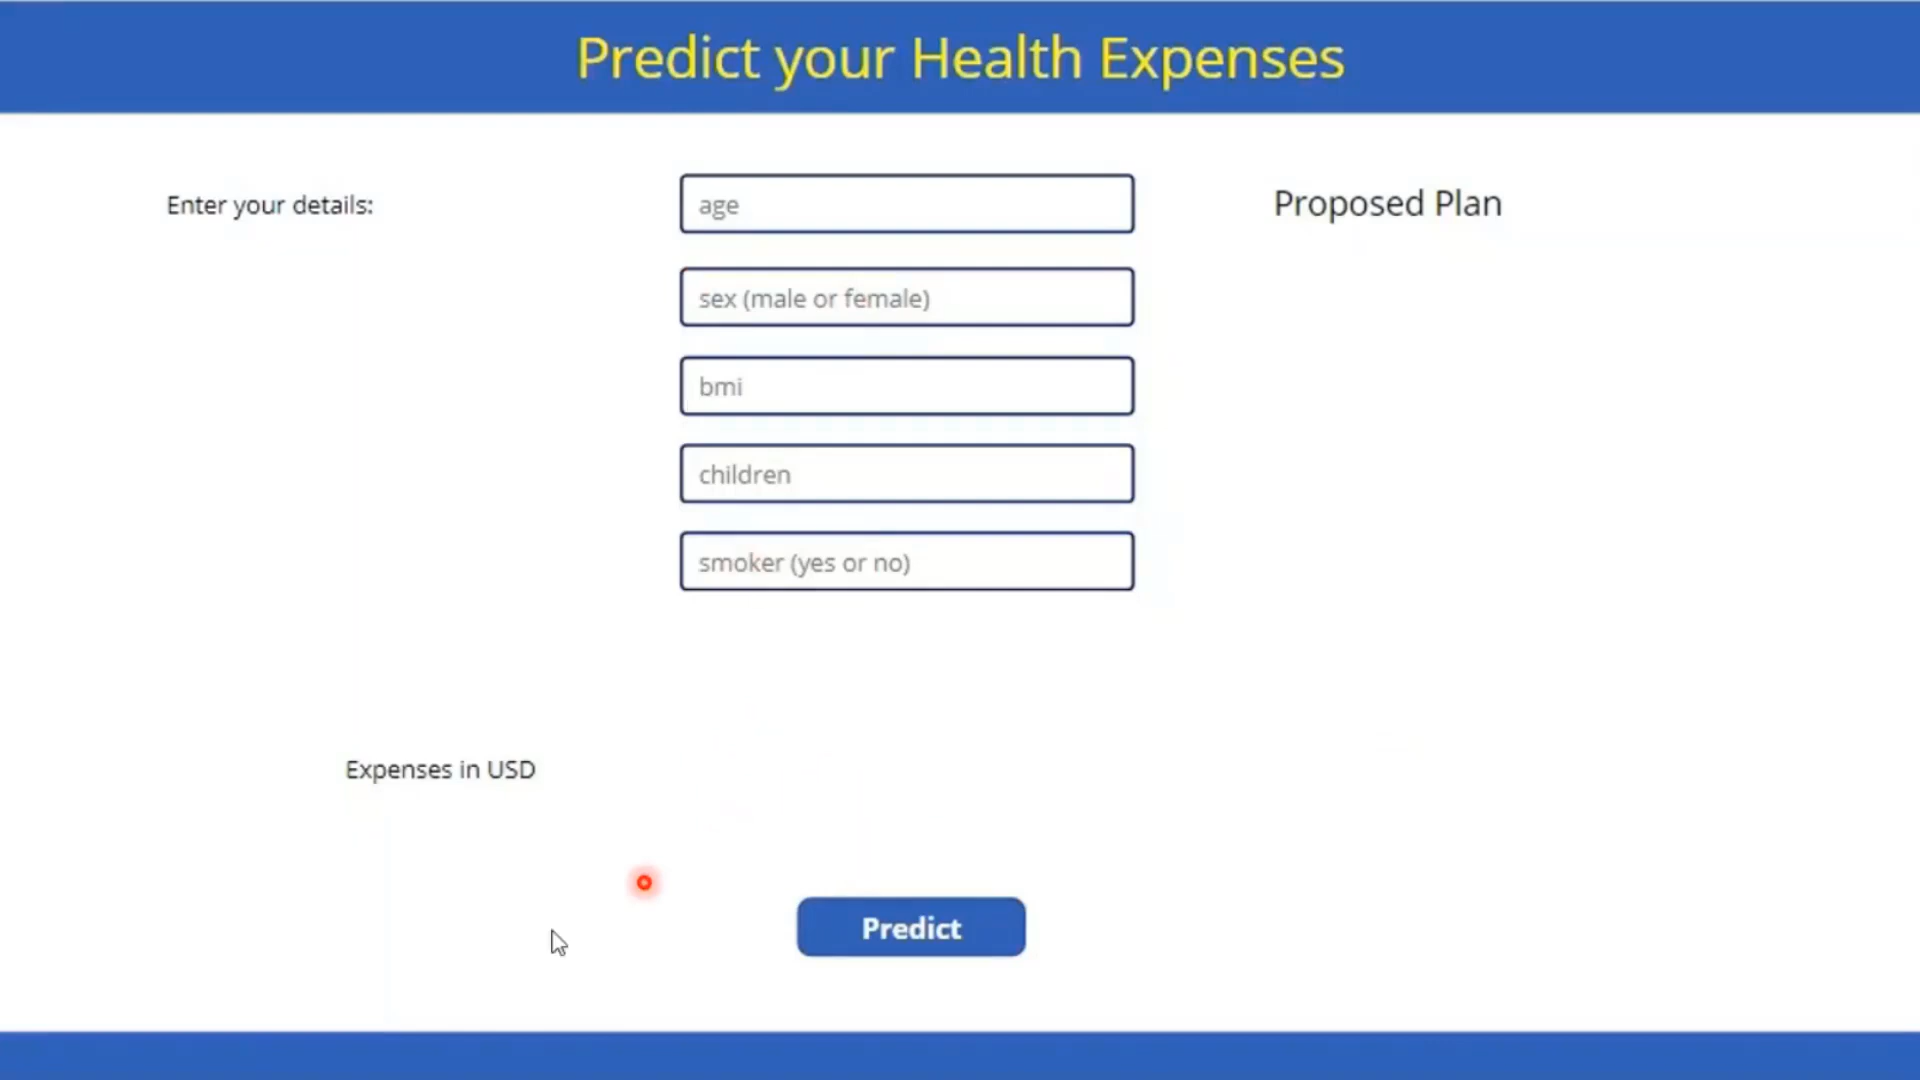 Predict your Health Expenses
Enter your details:
age
Proposed Plan
sex (male or female)
bmi
children
smoker (yes or no)
Expenses in USD
Predict